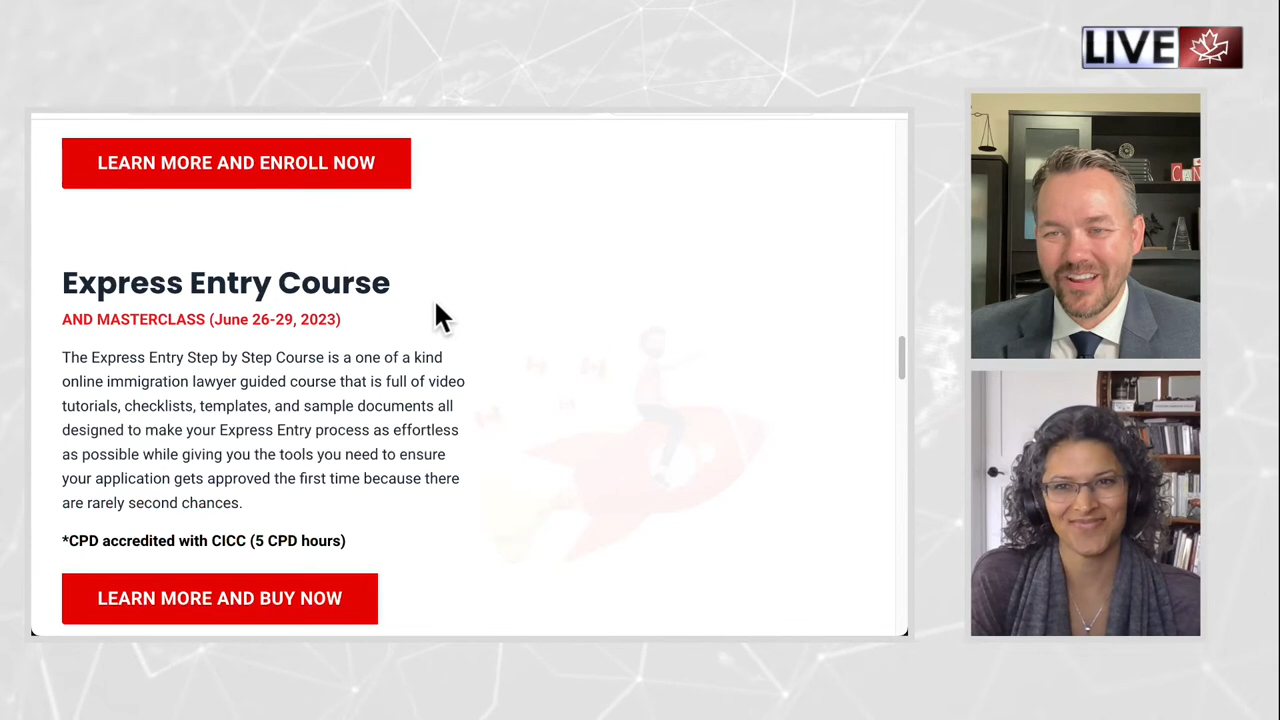 LIVE
LEARN MORE AND ENROLL NOW
Express Entry Course
AND MASTERCLASS (June 26-29, 2023)
The Express Entry Step by Step Course is a one of a kind
online immigration lawyer guided course that is full of video
tutorials, checklists, templates, and sample documents all
designed to make your Express Entry process as effortless
as possible while giving you the tools you need to ensure
your application gets approved the first time because there
are rarely second chances.
*CPD accredited with CICC (5 CPD hours)
LEARN MORE AND BUY NOW